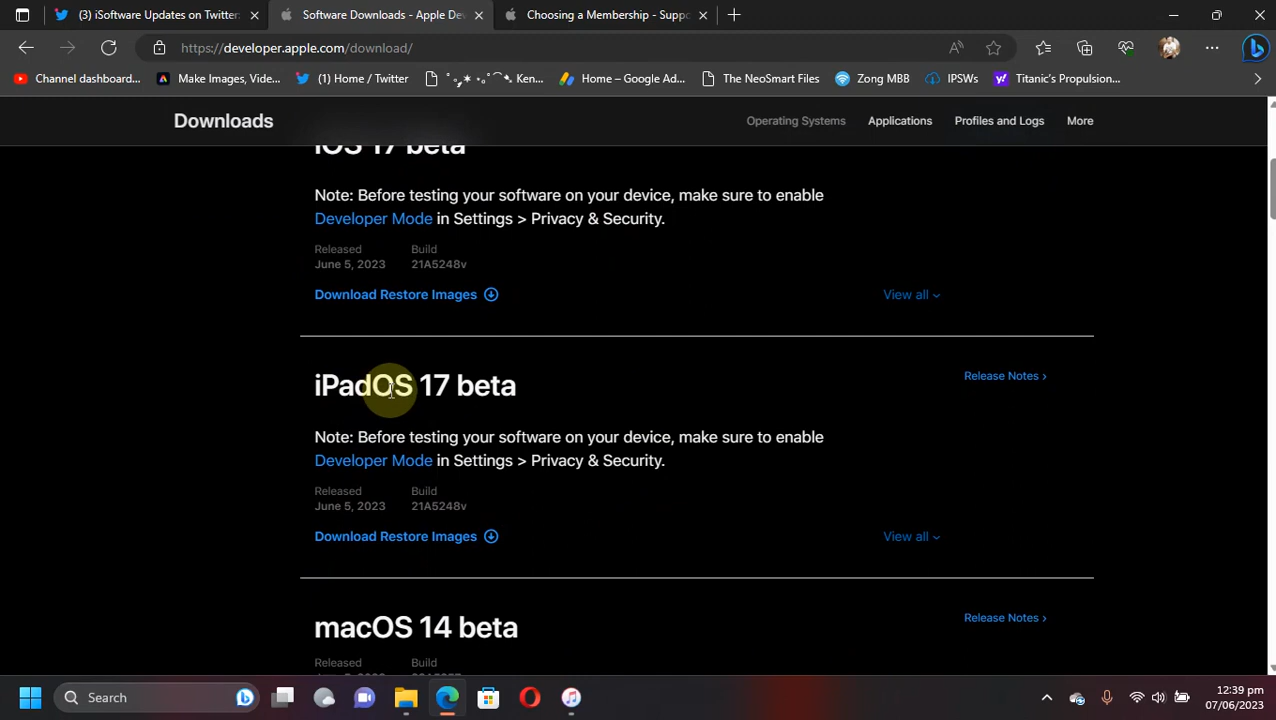 (3) iSoftware Updates on Twitter:
Software Downloads - Apple Dev
Choosing a Membership - Suppo
https://developer.apple.com/download/
Channel dashboard...
Make Images, Vide...
(1) Home / Twitter
Ken...
Home – Google Ad...
The NeoSmart Files
Zong MBB
IPSWs
Titanic's Propulsion...
Downloads
Operating Systems
Applications
Profiles and Logs
More
iOS 17 beta
Note: Before testing your software on your device, make sure to enable
Developer Mode in Settings > Privacy & Security.
Released Build
June 5, 2023 21A5248v
Download Restore Images
View all
iPadOS 17 beta
Release Notes ›
Note: Before testing your software on your device, make sure to enable
Developer Mode in Settings > Privacy & Security.
Released Build
June 5, 2023 21A5248v
Download Restore Images
View all
macOS 14 beta
Release Notes ›
Released Build
Search
12:39 pm
07/06/2023